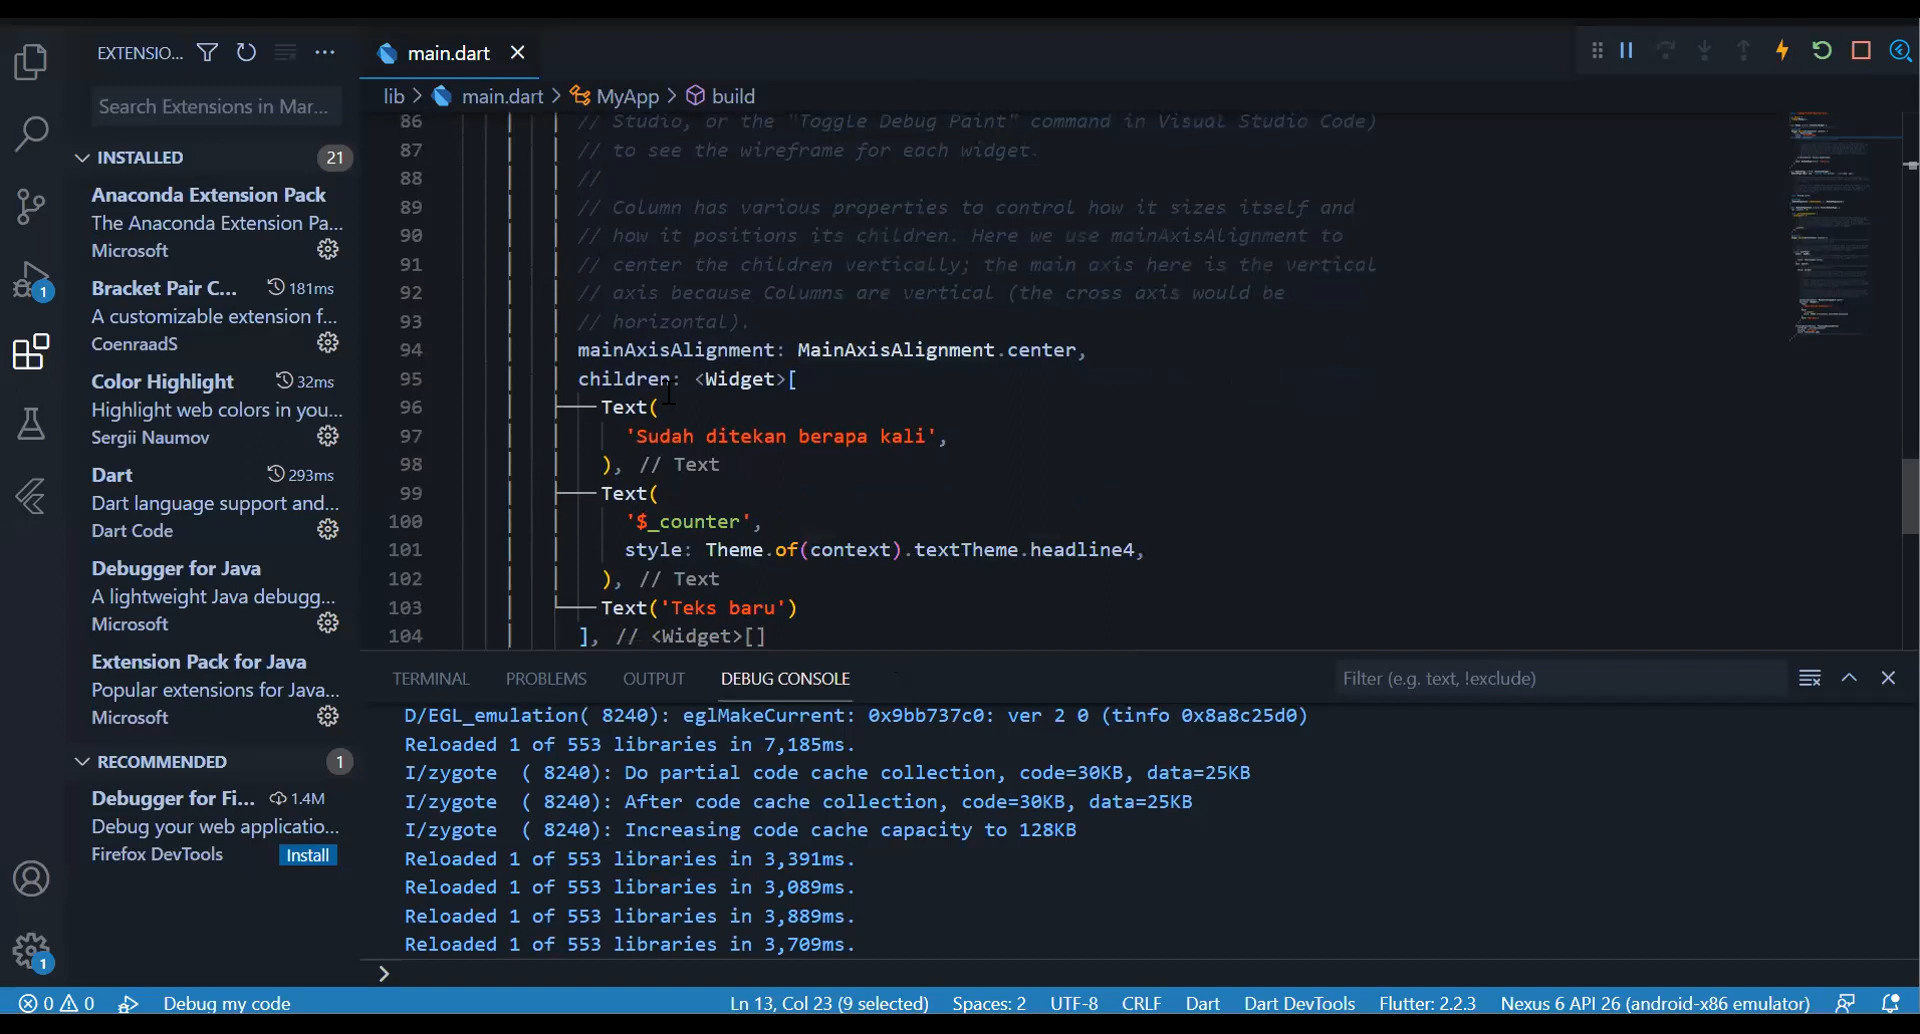 EXTENSIO...
main.dart
Search Extensions in Mar...
INSTALLED 21
Anaconda Extension Pack
The Anaconda Extension Pa...
Microsoft
Bracket Pair C... 181ms
A customizable extension f...
CoenraadS
Color Highlight 32ms
Highlight web colors in you...
Sergii Naumov
Dart 293ms
Dart language support and...
Dart Code
Debugger for Java
A lightweight Java debugg...
Microsoft
Extension Pack for Java
Popular extensions for Java...
Microsoft
RECOMMENDED 1
Debugger for Fi... 1.4M
Debug your web applicatio...
Firefox DevTools Install
1
1
lib > main.dart > MyApp > build
86 // Studio, or the "Toggle Debug Paint" command in Visual Studio Code)
87 // to see the wireframe for each widget.
88 //
89 // Column has various properties to control how it sizes itself and
90 // how it positions its children. Here we use mainAxisAlignment to
91 // center the children vertically; the main axis here is the vertical
92 // axis because Columns are vertical (the cross axis would be
93 // horizontal).
94 mainAxisAlignment: MainAxisAlignment.center,
95 children: <Widget>[
96 Text(
97 'Sudah ditekan berapa kali',
98 ), // Text
99 Text(
100 '$_counter',
101 style: Theme.of(context).textTheme.headline4,
102 ), // Text
103 Text('Teks baru')
104 ], // <Widget>[]
TERMINAL PROBLEMS OUTPUT DEBUG CONSOLE Filter (e.g. text, !exclude)
D/EGL_emulation( 8240): eglMakeCurrent: 0x9bb737c0: ver 2 0 (tinfo 0x8a8c25d0)
Reloaded 1 of 553 libraries in 7,185ms.
I/zygote ( 8240): Do partial code cache collection, code=30KB, data=25KB
I/zygote ( 8240): After code cache collection, code=30KB, data=25KB
I/zygote ( 8240): Increasing code cache capacity to 128KB
Reloaded 1 of 553 libraries in 3,391ms.
Reloaded 1 of 553 libraries in 3,089ms.
Reloaded 1 of 553 libraries in 3,889ms.
Reloaded 1 of 553 libraries in 3,709ms.
>
0 0 Debug my code Ln 13, Col 23 (9 selected) Spaces: 2 UTF-8 CRLF Dart Dart DevTools Flutter: 2.2.3 Nexus 6 API 26 (android-x86 emulator)